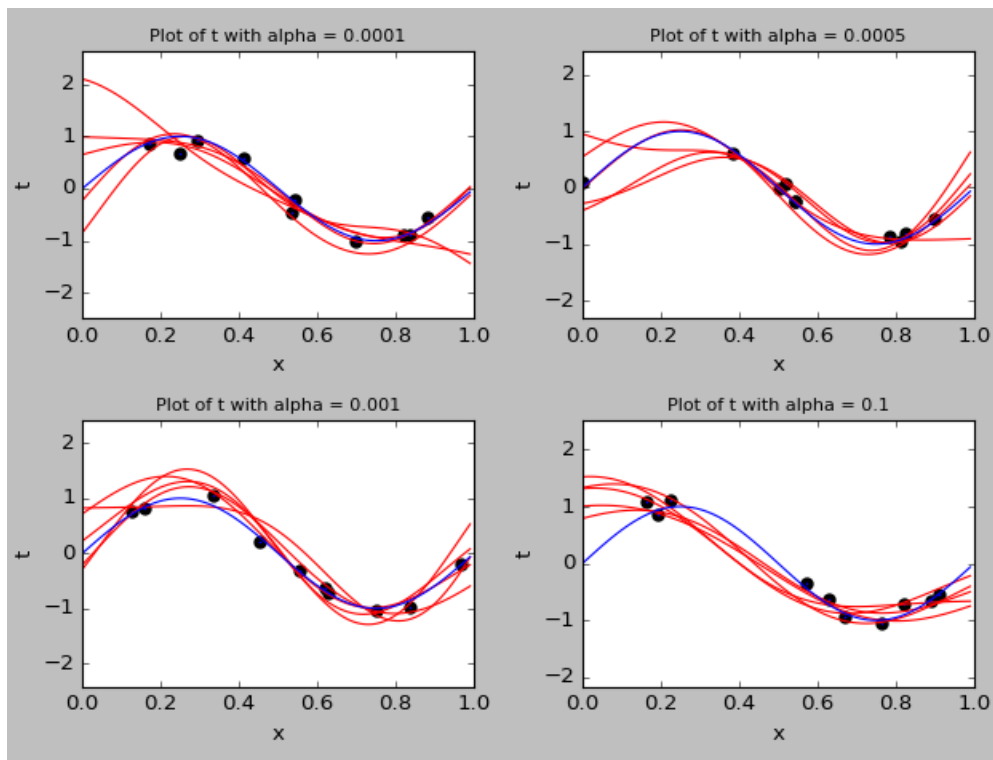 Plot of t with alpha = 0.0001
2
1
0
−1
−2
t
0.0 0.2 0.4 0.6 0.8 1.0
x
Plot of t with alpha = 0.0005
2
1
0
−1
−2
t
0.0 0.2 0.4 0.6 0.8 1.0
x
Plot of t with alpha = 0.001
2
1
0
−1
−2
t
0.0 0.2 0.4 0.6 0.8 1.0
x
Plot of t with alpha = 0.1
2
1
0
−1
−2
t
0.0 0.2 0.4 0.6 0.8 1.0
x